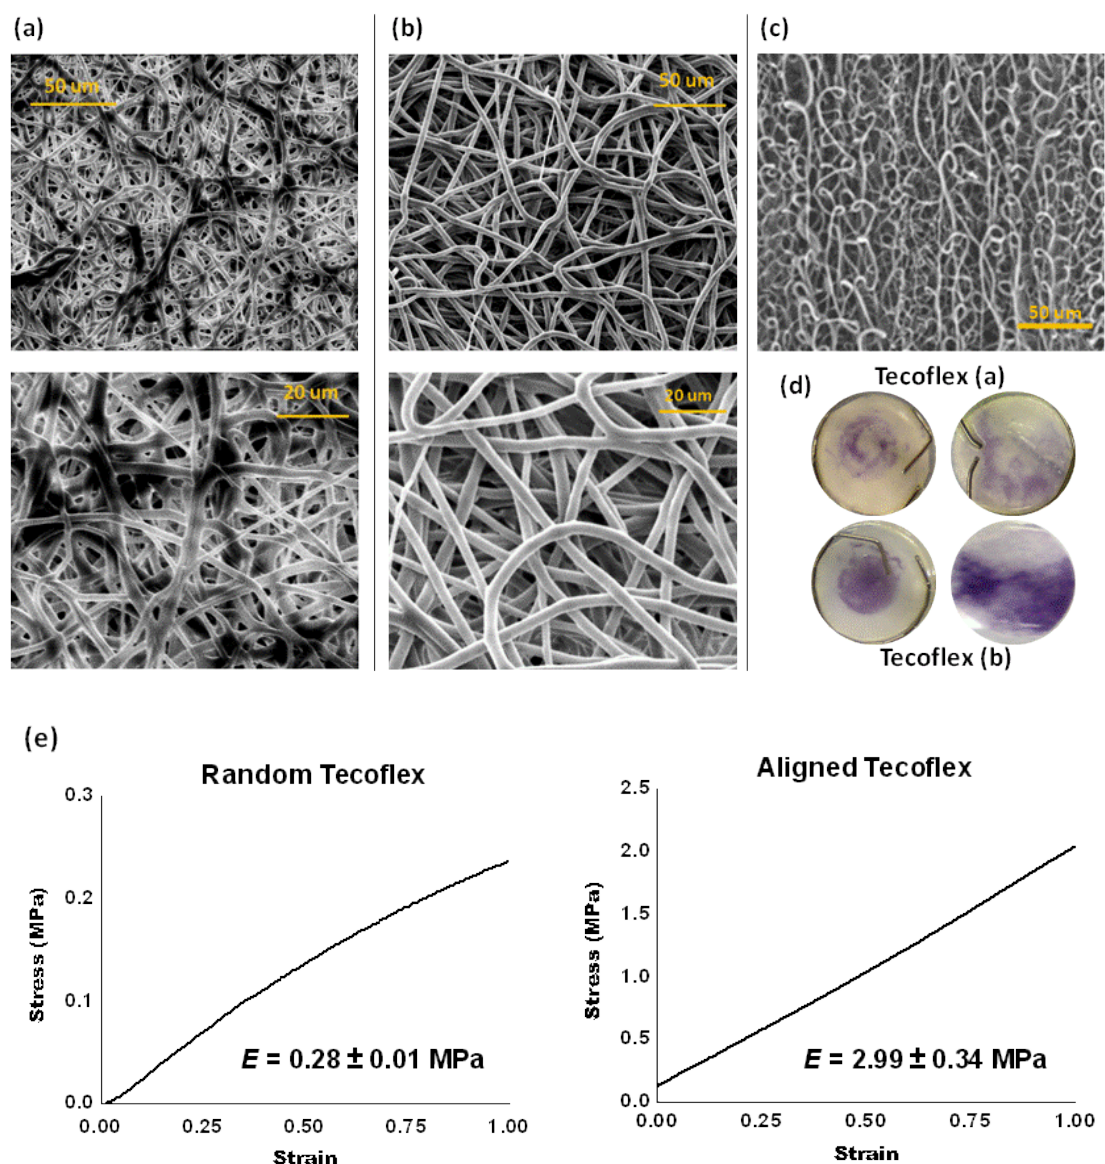 (a)
(b)
(c)
50 um
50 um
50 um
20 um
20 um
(d)
Tecoflex (a)
Tecoflex (b)
(e)
Random Tecoflex
Stress (MPa)
0.3
0.2
0.1
0.0
E = 0.28 ± 0.01 MPa
0.00 0.25 0.50 0.75 1.00
Strain
Aligned Tecoflex
Stress (MPa)
2.5
2.0
1.5
1.0
0.5
0.0
E = 2.99 ± 0.34 MPa
0.00 0.25 0.50 0.75 1.00
Strain